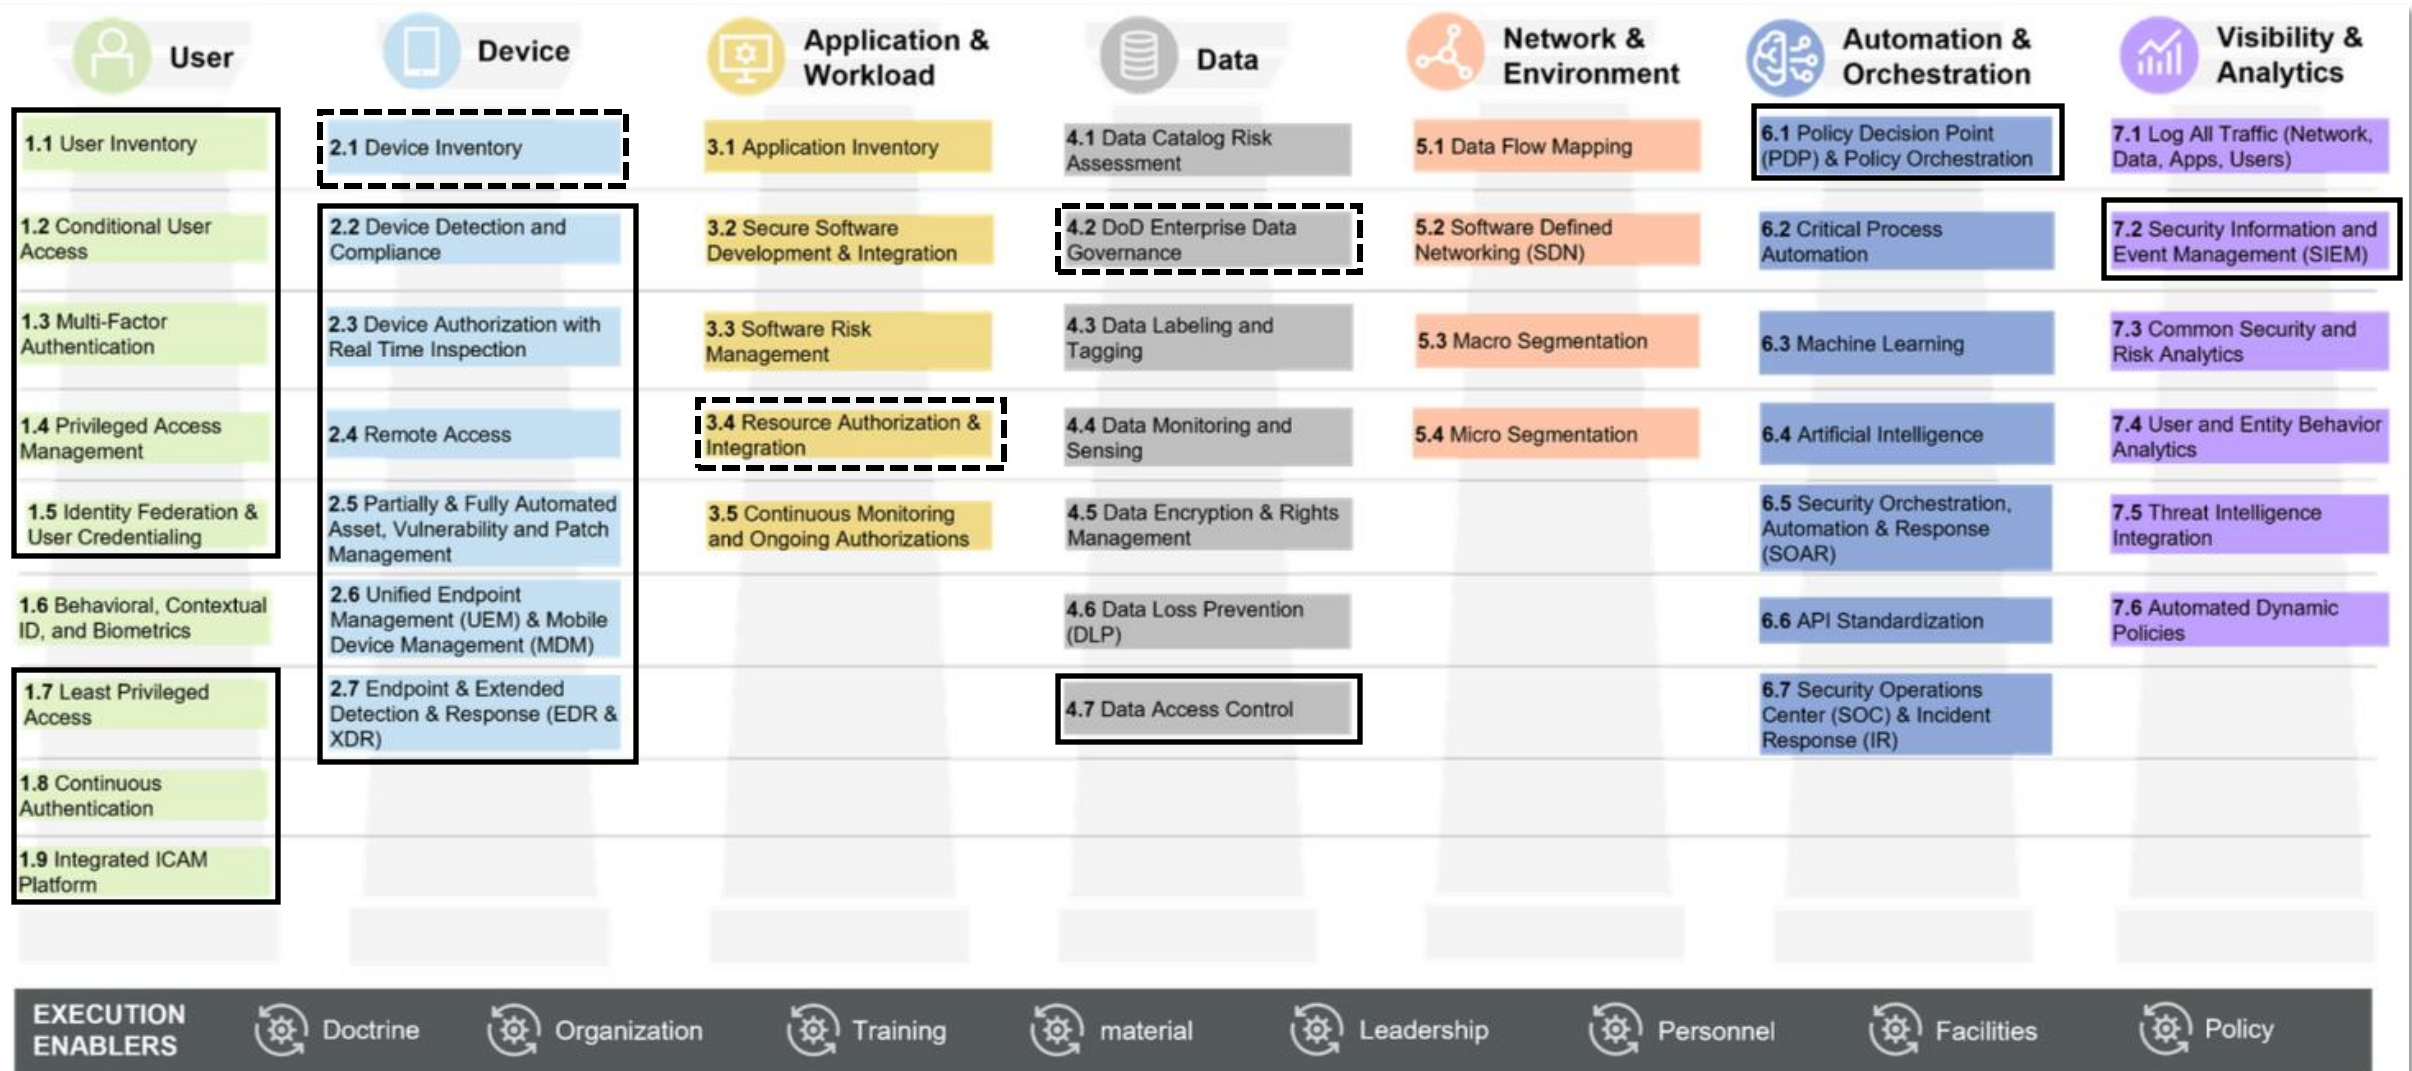 User
1.1 User Inventory
1.2 Conditional User
Access
1.3 Multi-Factor
Authentication
1.4 Privileged Access
Management
1.5 Identity Federation &
User Credentialing
1.6 Behavioral, Contextual
ID, and Biometrics
1.7 Least Privileged
Access
1.8 Continuous
Authentication
1.9 Integrated ICAM
Platform
Device
2.1 Device Inventory
2.2 Device Detection and
Compliance
2.3 Device Authorization with
Real Time Inspection
2.4 Remote Access
2.5 Partially & Fully Automated
Asset, Vulnerability and Patch
Management
2.6 Unified Endpoint
Management (UEM) & Mobile
Device Management (MDM)
2.7 Endpoint & Extended
Detection & Response (EDR &
XDR)
Application &
Workload
3.1 Application Inventory
3.2 Secure Software
Development & Integration
3.3 Software Risk
Management
3.4 Resource Authorization &
Integration
3.5 Continuous Monitoring
and Ongoing Authorizations
Data
4.1 Data Catalog Risk
Assessment
4.2 DoD Enterprise Data
Governance
4.3 Data Labeling and
Tagging
4.4 Data Monitoring and
Sensing
4.5 Data Encryption & Rights
Management
4.6 Data Loss Prevention
(DLP)
4.7 Data Access Control
Network &
Environment
5.1 Data Flow Mapping
5.2 Software Defined
Networking (SDN)
5.3 Macro Segmentation
5.4 Micro Segmentation
Automation &
Orchestration
6.1 Policy Decision Point
(PDP) & Policy Orchestration
6.2 Critical Process
Automation
6.3 Machine Learning
6.4 Artificial Intelligence
6.5 Security Orchestration,
Automation & Response
(SOAR)
6.6 API Standardization
6.7 Security Operations
Center (SOC) & Incident
Response (IR)
Visibility &
Analytics
7.1 Log All Traffic (Network,
Data, Apps, Users)
7.2 Security Information and
Event Management (SIEM)
7.3 Common Security and
Risk Analytics
7.4 User and Entity Behavior
Analytics
7.5 Threat Intelligence
Integration
7.6 Automated Dynamic
Policies
EXECUTION
ENABLERS
Doctrine
Organization
Training
material
Leadership
Personnel
Facilities
Policy